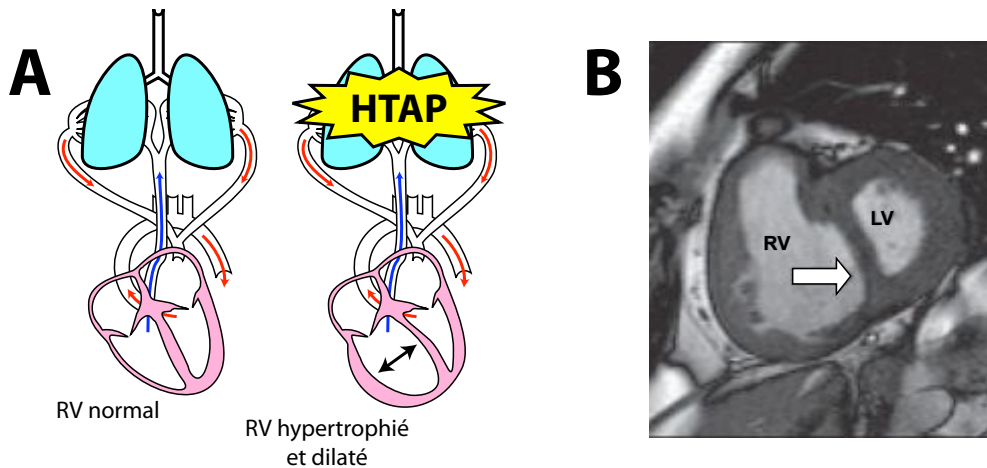 A
HTAP
B
RV
LV
RV normal
RV hypertrophié
et dilaté